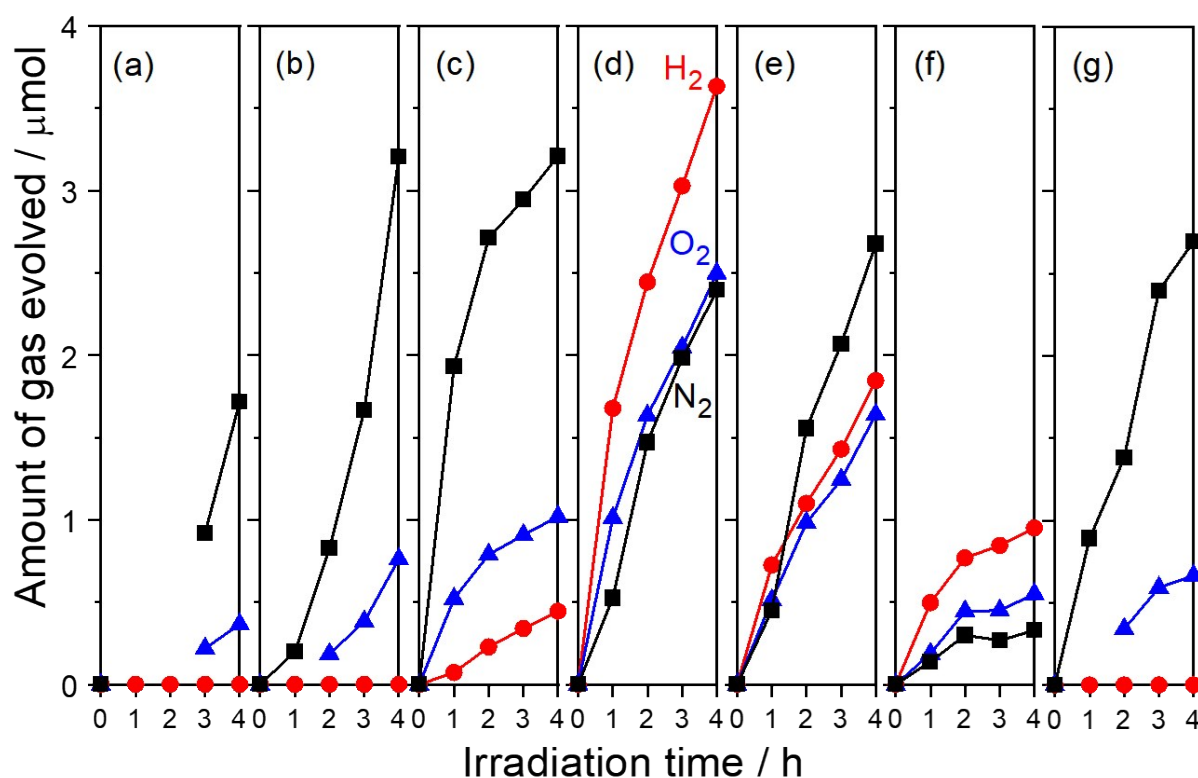 Amount of gas evolved / μmol
4
3
2
1
0
(a)
(b)
(c)
(d)
(e)
(f)
(g)
H2
O2
N2
0 1 2 3 4
0 1 2 3 4
0 1 2 3 4
0 1 2 3 4
0 1 2 3 4
0 1 2 3 4
0 1 2 3 4
Irradiation time / h